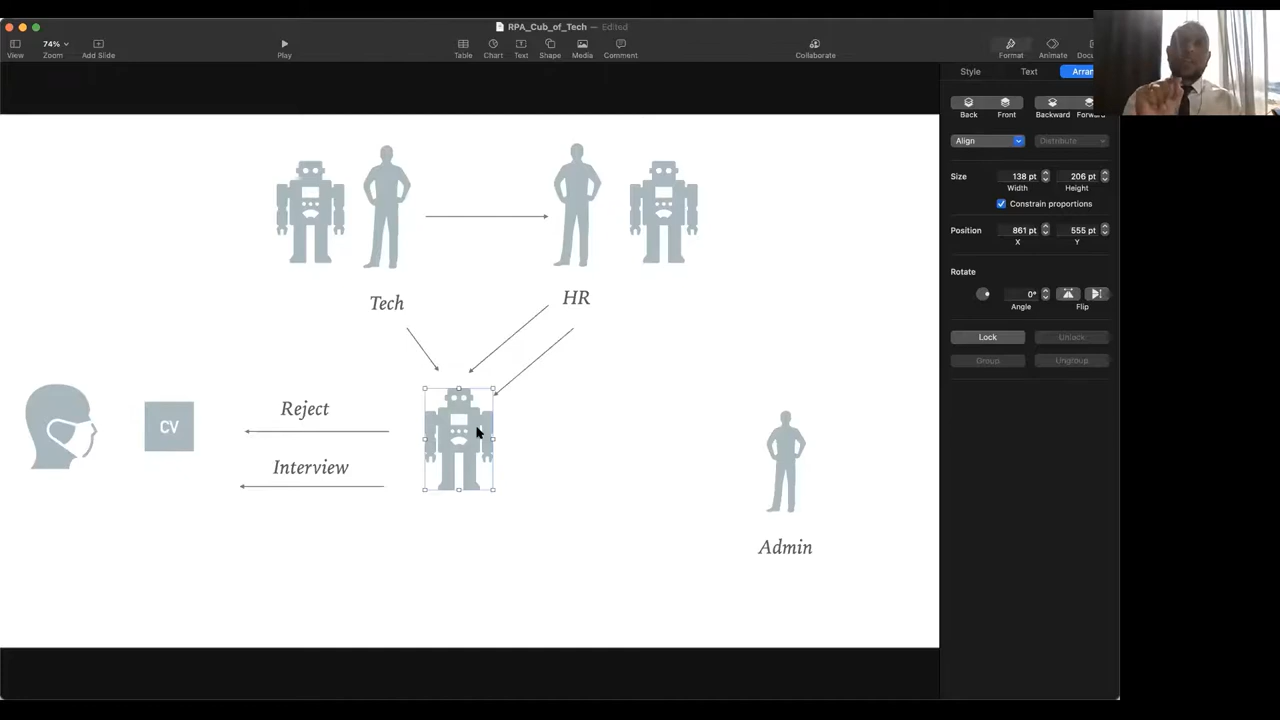 RPA_Cub_of_Tech — Edited
View
74%
Zoom
Add Slide
Play
Table
Chart
Text
Shape
Media
Comment
Collaborate
Format
Animate
Style
Text
Back
Front
Backward
Forward
Align
Distribute
Size
138 pt
206 pt
Width
Height
Constrain proportions
Position
861 pt
555 pt
X
Y
Rotate
0°
Angle
Flip
Lock
Unlock
Group
Ungroup
Tech
HR
Reject
CV
Interview
Admin